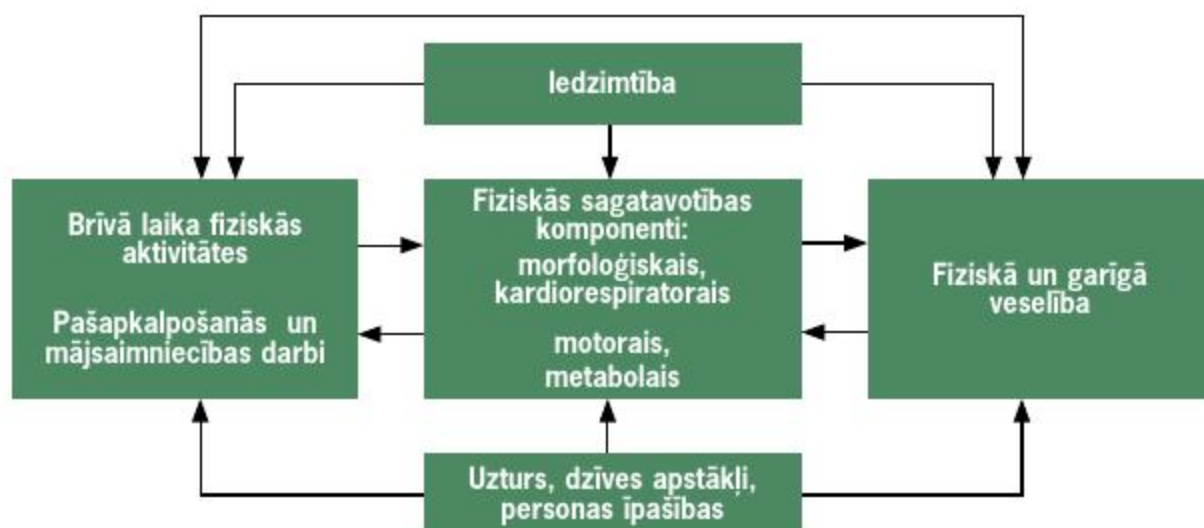 Iedzimtība
Brīvā laika fiziskās
aktivitātes
Pašapkalpošanās un
mājsaimniecības darbi
Fiziskās sagatavotības
komponenti:
morfoloģiskais,
kardiorespiratorais
motorais,
metabolais
Fiziskā un garīgā
veselība
Uzturs, dzīves apstākļi,
personas īpašības